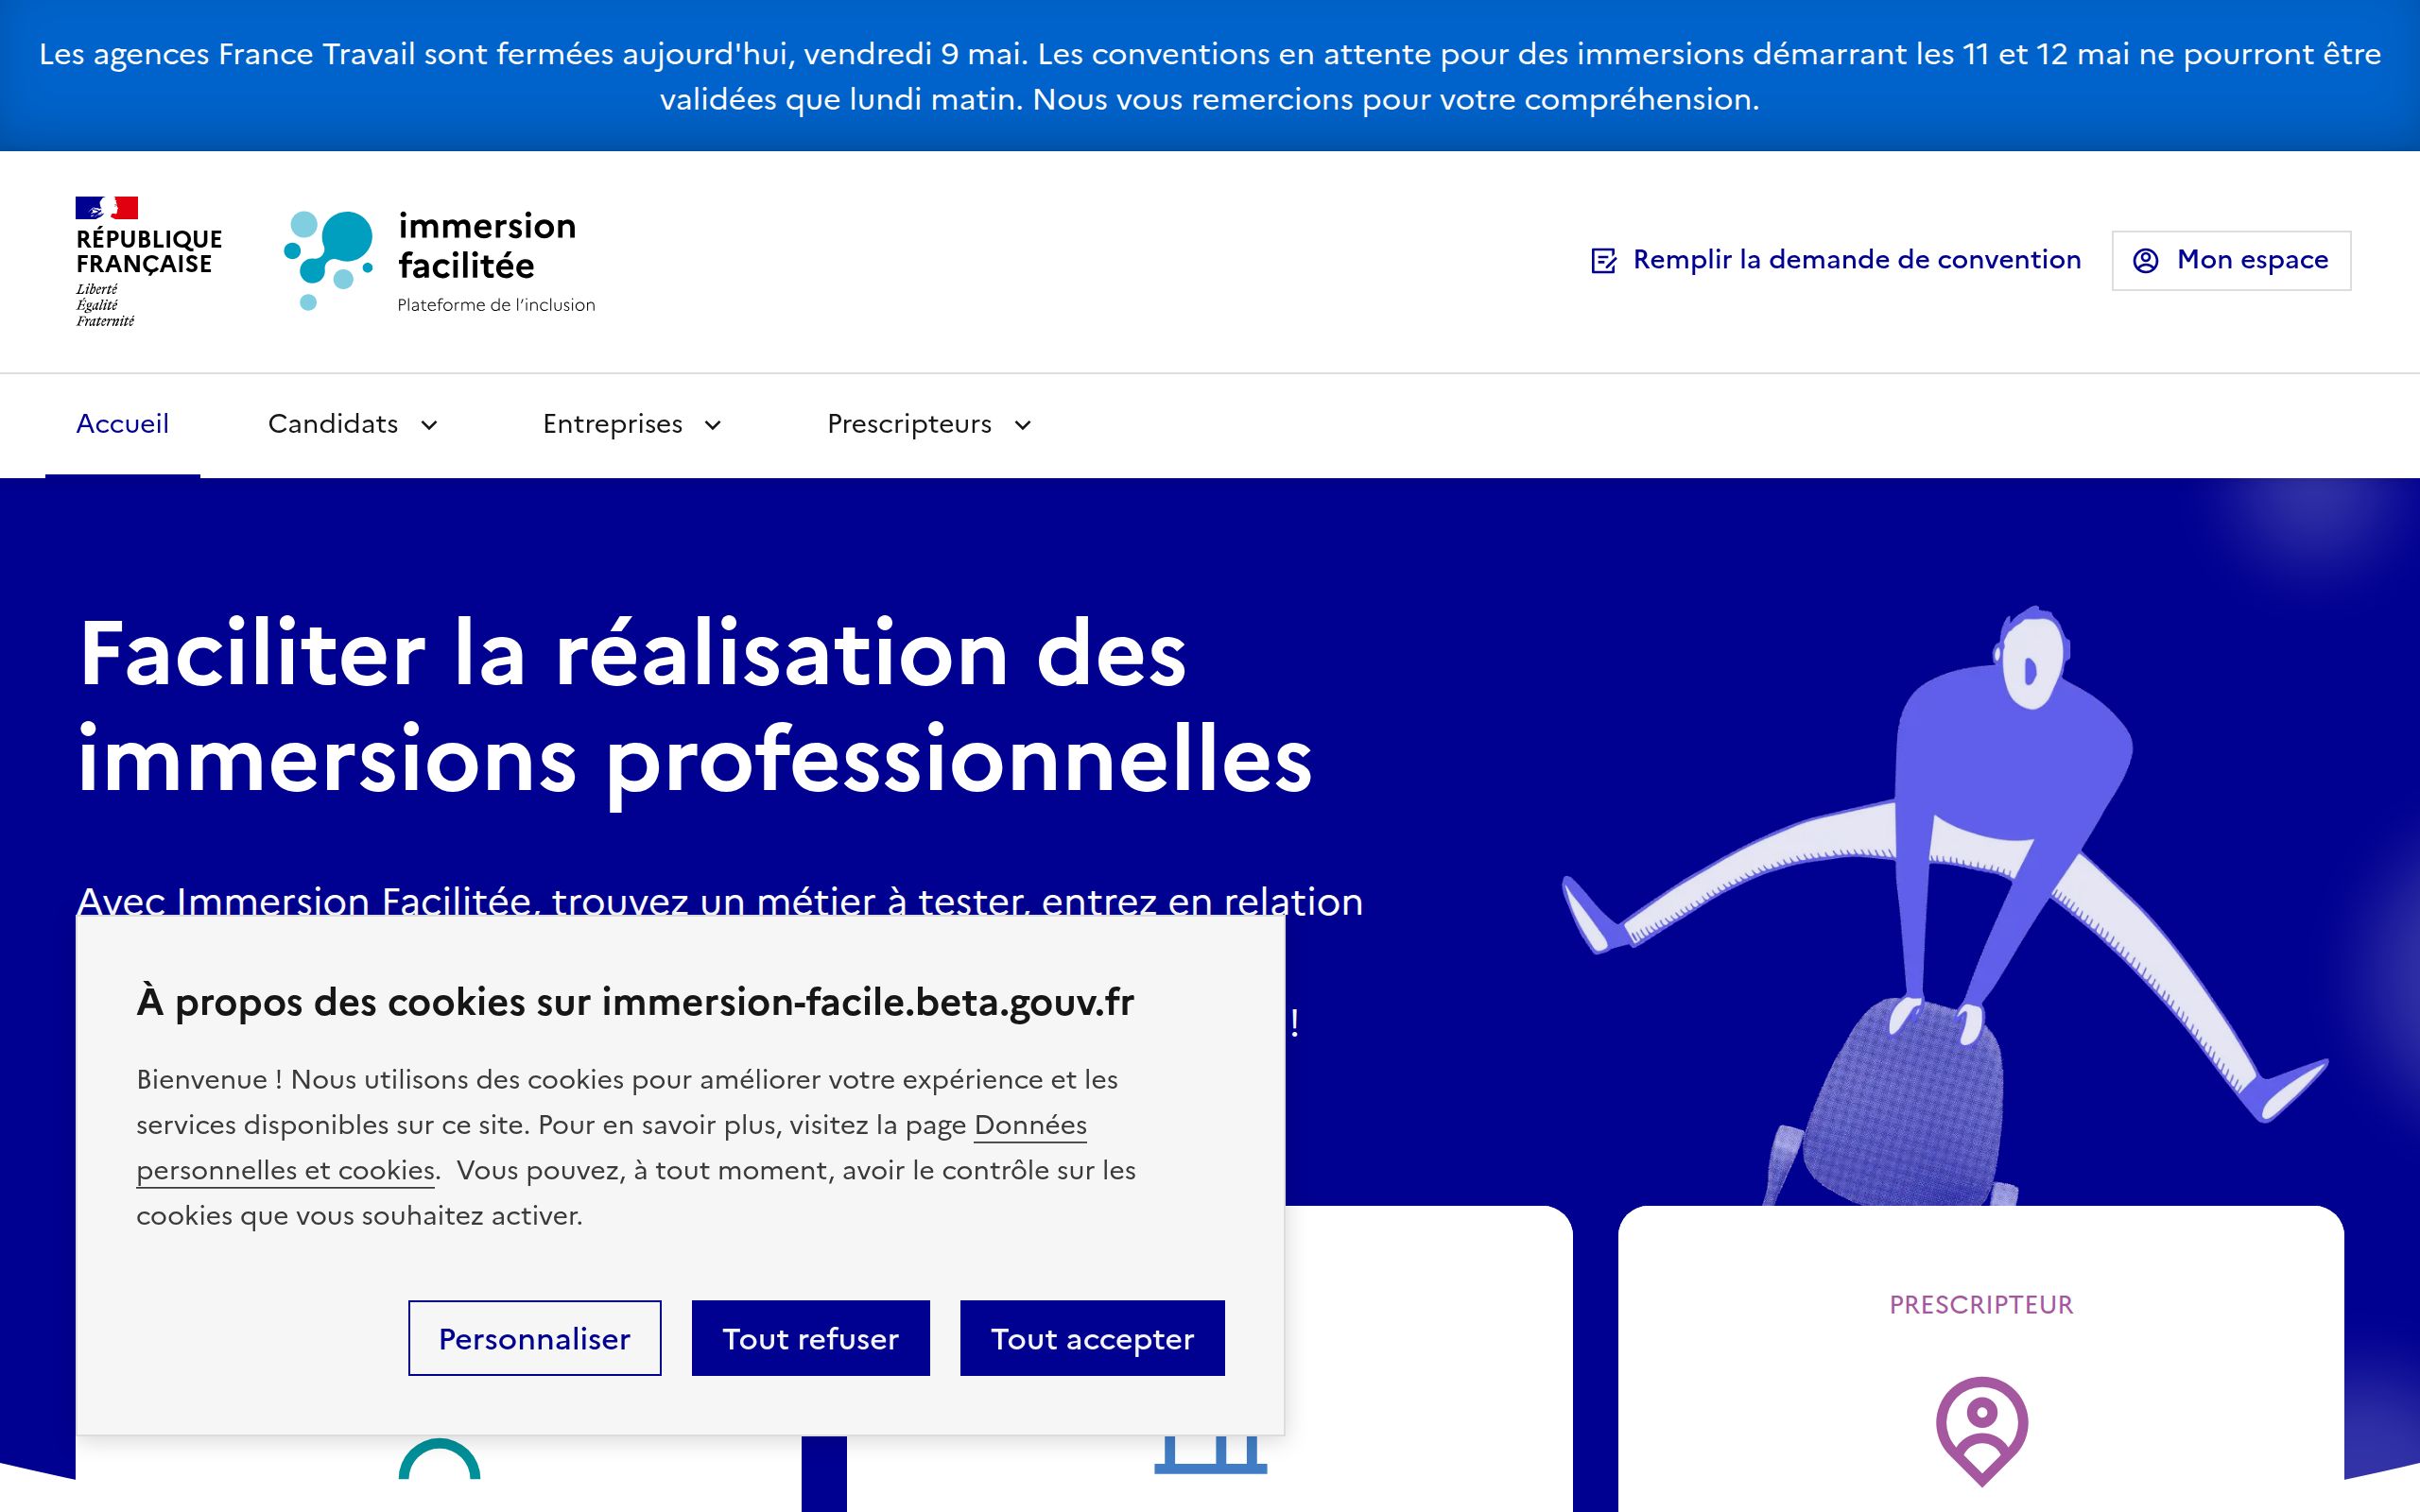 Les agences France Travail sont fermées aujourd'hui, vendredi 9 mai. Les conventions en attente pour des immersions démarrant les 11 et 12 mai ne pourront être
validées que lundi matin. Nous vous remercions pour votre compréhension.
RÉPUBLIQUE
FRANÇAISE
Liberté
Égalité
Fraternité
immersion
facilitée
Plateforme de l'inclusion
Remplir la demande de convention
Mon espace
Accueil
Candidats
Entreprises
Prescripteurs
Faciliter la réalisation des
immersions professionnelles
Avec Immersion Facilitée, trouvez un métier à tester, entrez en relation
!
À propos des cookies sur immersion-facile.beta.gouv.fr
Bienvenue ! Nous utilisons des cookies pour améliorer votre expérience et les
services disponibles sur ce site. Pour en savoir plus, visitez la page Données
personnelles et cookies.  Vous pouvez, à tout moment, avoir le contrôle sur les
cookies que vous souhaitez activer.
Personnaliser
Tout refuser
Tout accepter
PRESCRIPTEUR